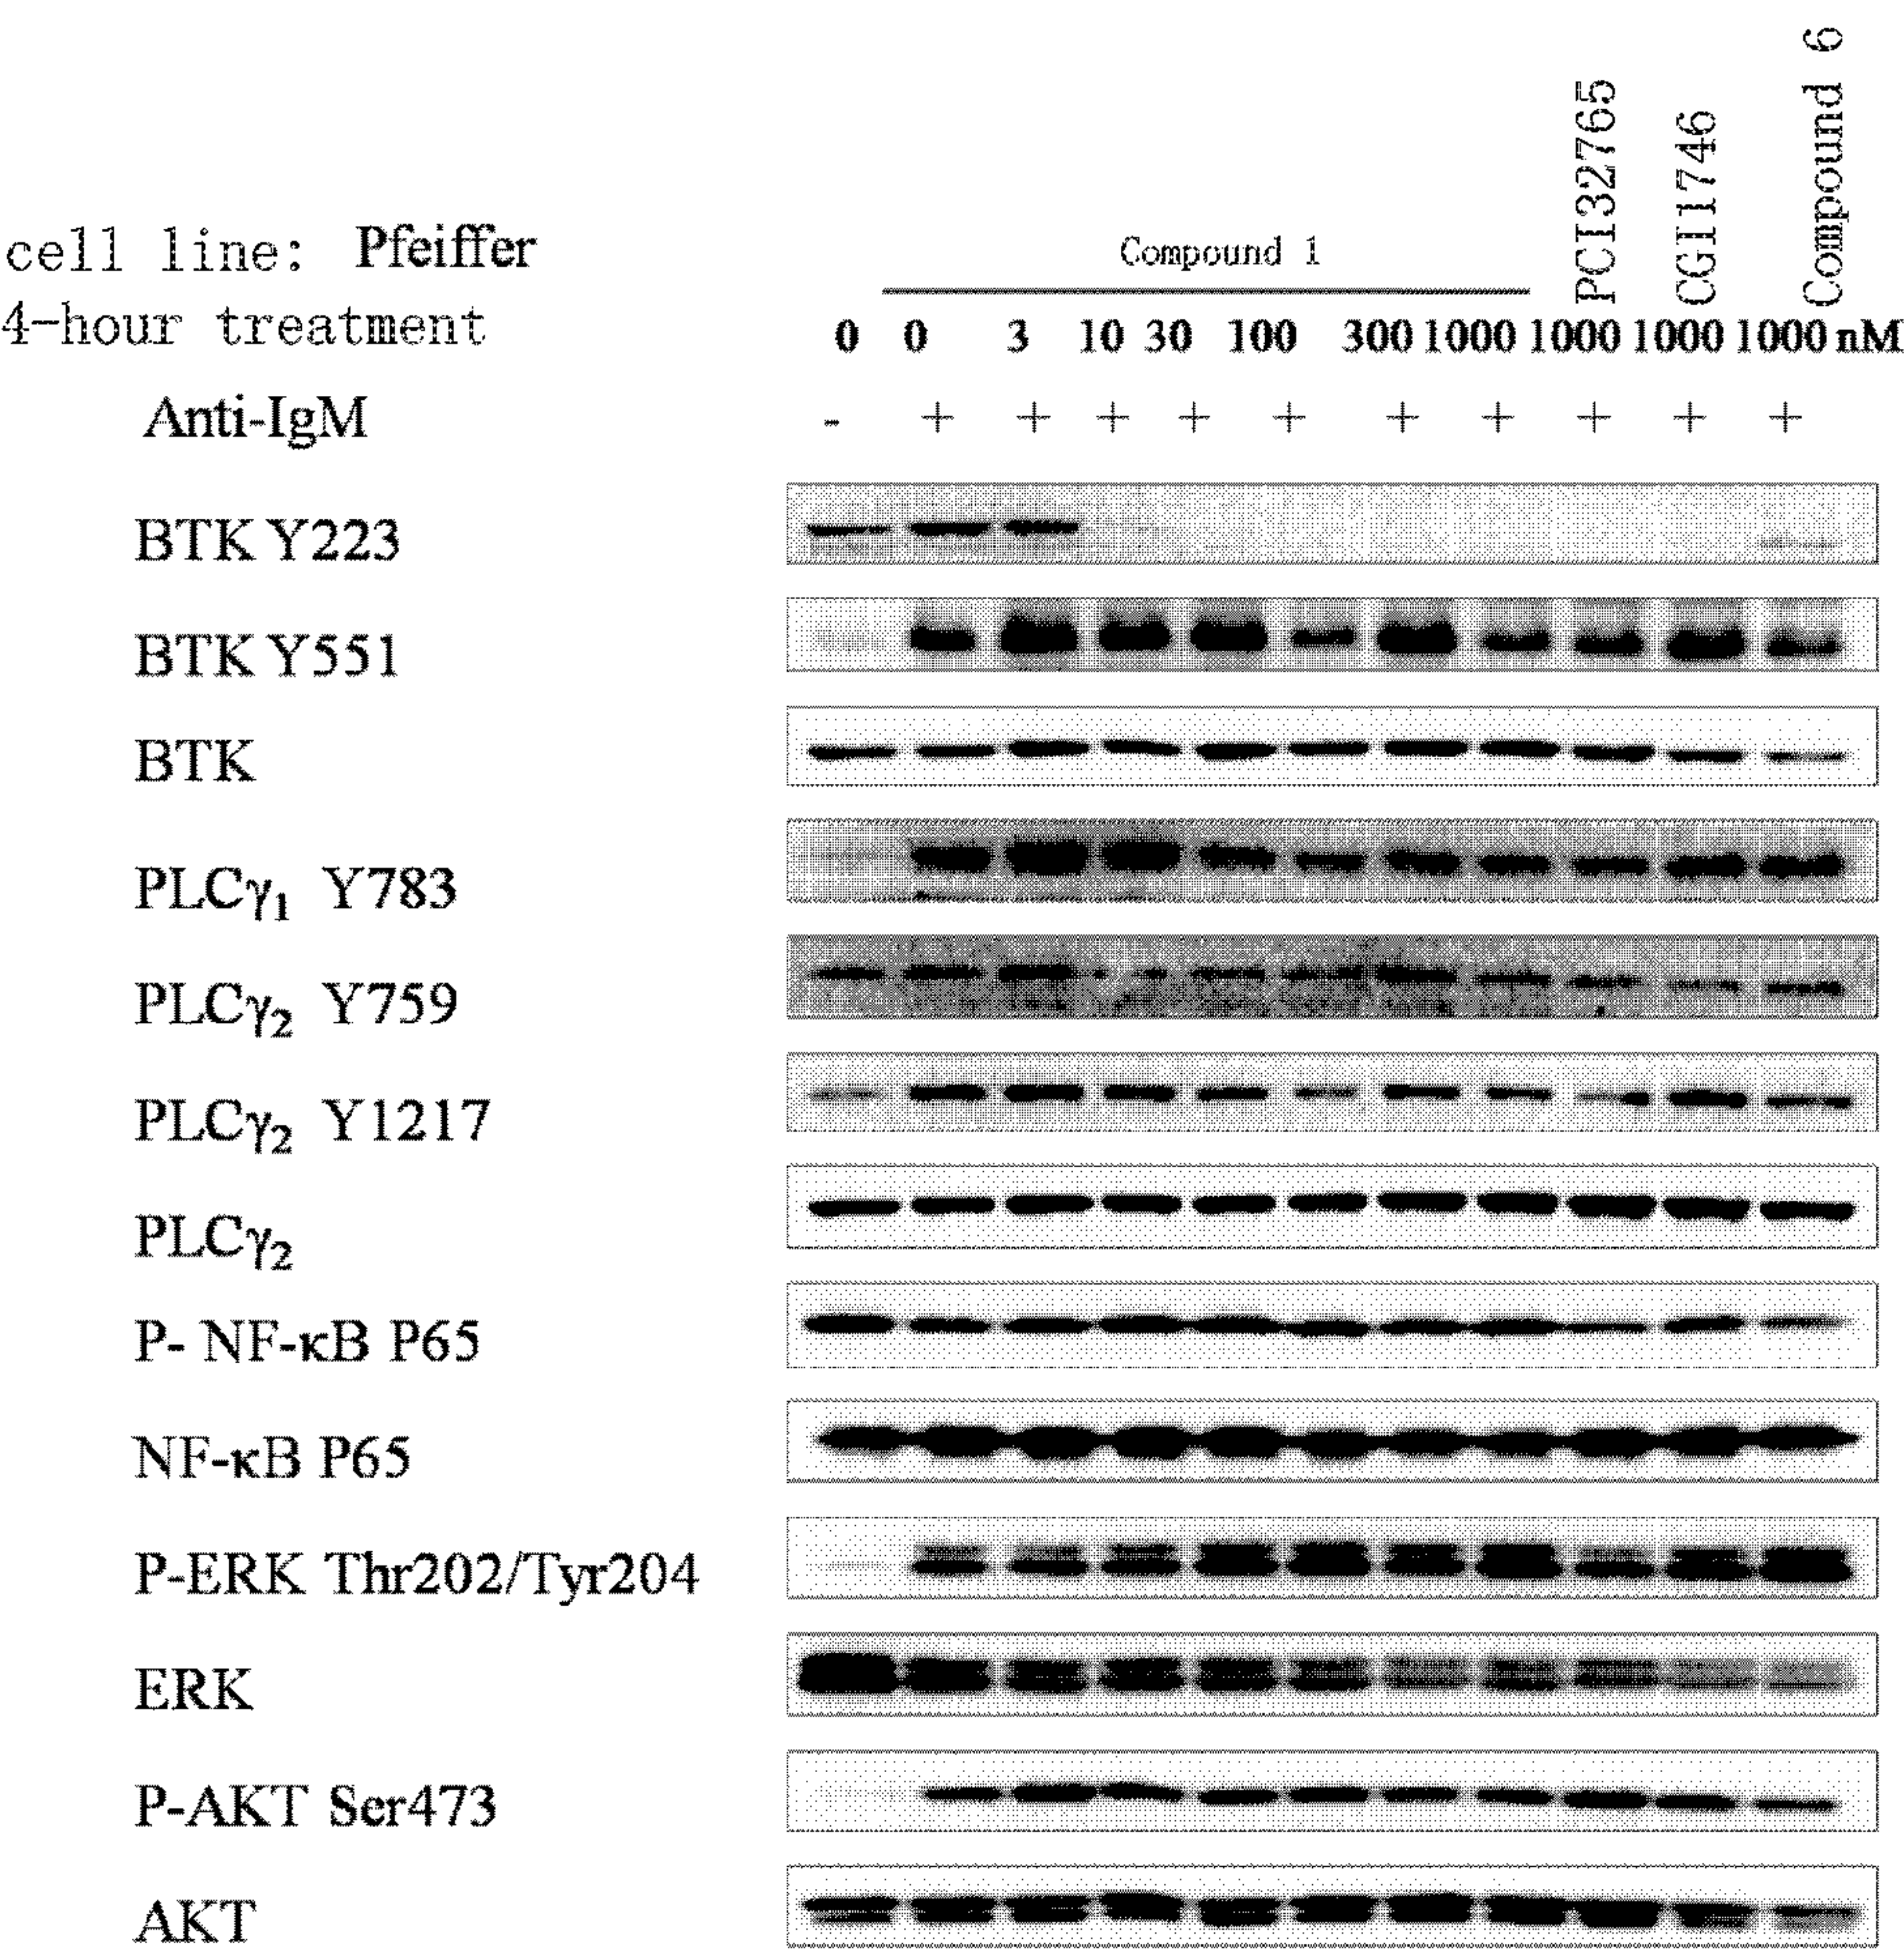 PCI32765
CGI1746
Compound 6
cell line: Pfeiffer
Compound 1
4-hour treatment
0 0 3 10 30 100 300 1000 1000 1000 1000 nM
Anti-IgM - + + + + + + + + + +
BTK Y223
BTK Y551
BTK
PLCγ₁ Y783
PLCγ₂ Y759
PLCγ₂ Y1217
PLCγ₂
P- NF-κB P65
NF-κB P65
P-ERK Thr202/Tyr204
ERK
P-AKT Ser473
AKT